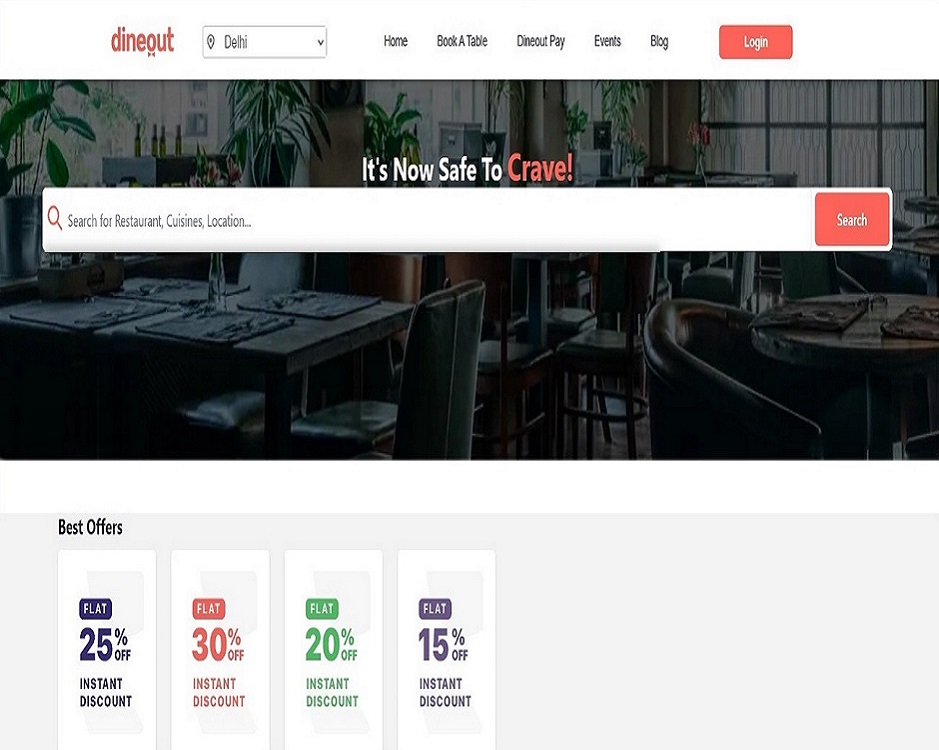 dineout
Delhi
Home
Book A Table
Dineout Pay
Events
Blog
Login
It's Now Safe To Crave!
Search for Restaurant, Cuisines, Location...
Search
Best Offers
FLAT
25% OFF
INSTANT
DISCOUNT
FLAT
30% OFF
INSTANT
DISCOUNT
FLAT
20% OFF
INSTANT
DISCOUNT
FLAT
15% OFF
INSTANT
DISCOUNT